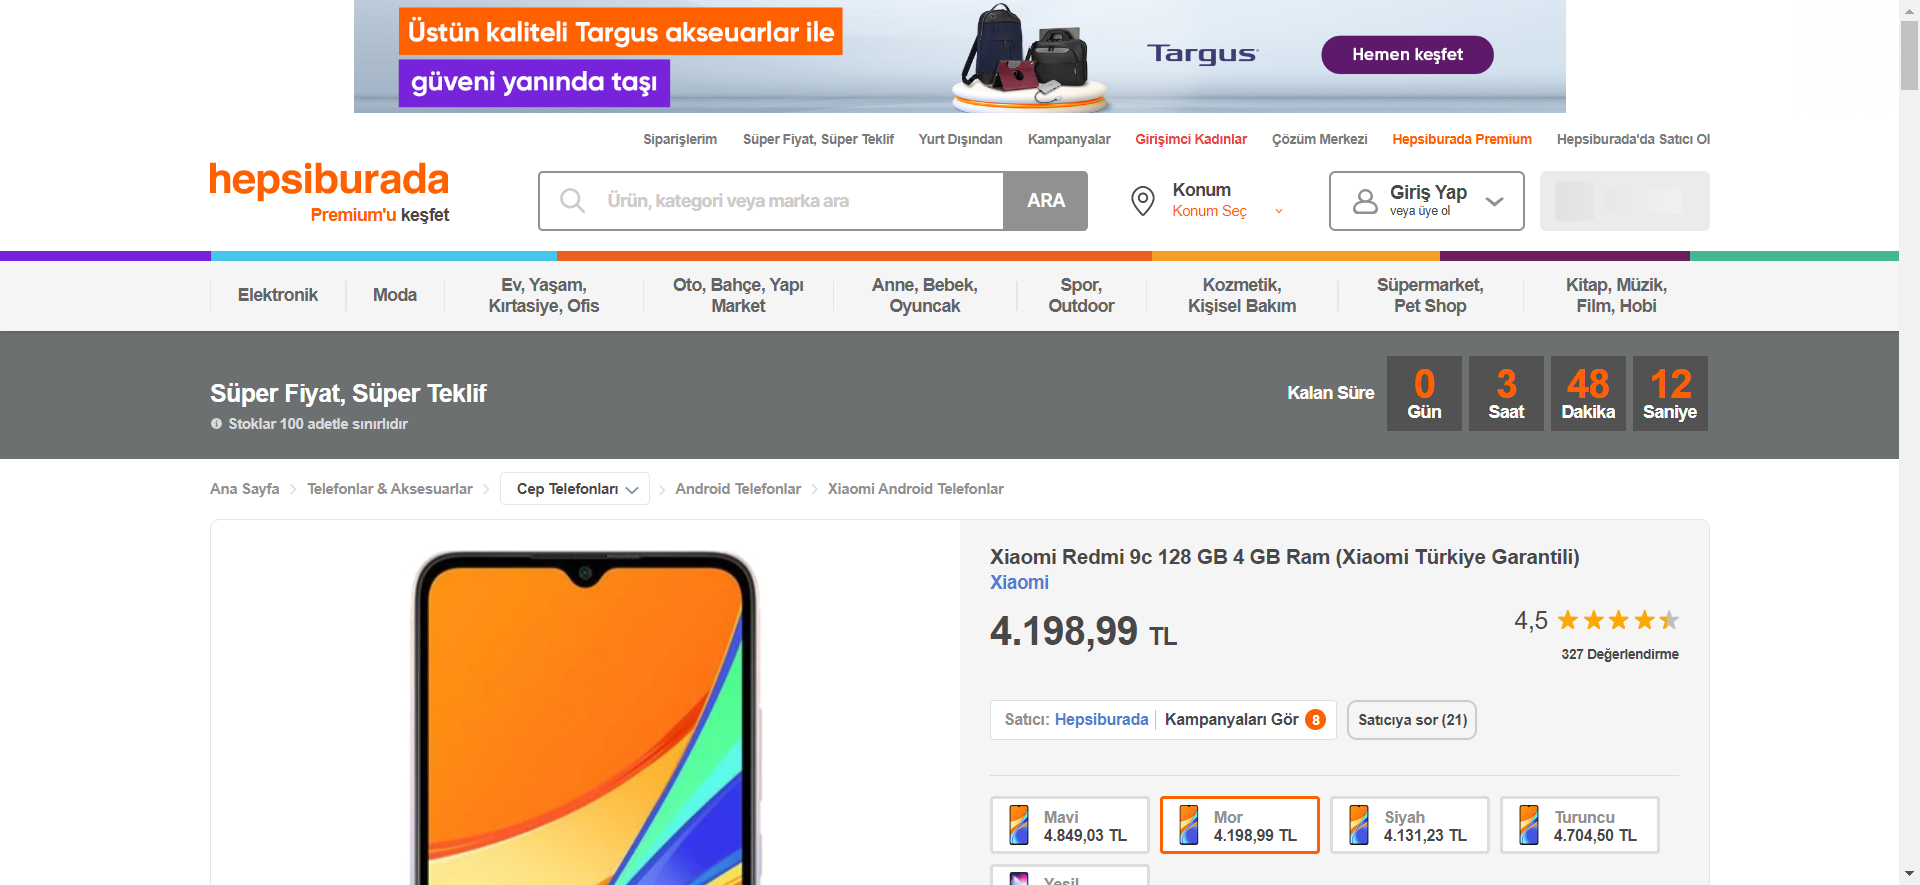 Üstün kaliteli Targus akseuarlar ile
güveni yanında taşı
Targus
Hemen keşfet
Siparişlerim
Süper Fiyat, Süper Teklif
Yurt Dışından
Kampanyalar
Girişimci Kadınlar
Çözüm Merkezi
Hepsiburada Premium
Hepsiburada'da Satıcı Ol
hepsiburada
Premium'u keşfet
Ürün, kategori veya marka ara
ARA
Konum
Konum Seç
Giriş Yap
veya üye ol
Elektronik
Moda
Ev, Yaşam,
Kırtasiye, Ofis
Oto, Bahçe, Yapı
Market
Anne, Bebek,
Oyuncak
Spor,
Outdoor
Kozmetik,
Kişisel Bakım
Süpermarket,
Pet Shop
Kitap, Müzik,
Film, Hobi
Süper Fiyat, Süper Teklif
Stoklar 100 adetle sınırlıdır
Kalan Süre
0
Gün
3
Saat
48
Dakika
12
Saniye
Ana Sayfa
Telefonlar & Aksesuarlar
Cep Telefonları
Android Telefonlar
Xiaomi Android Telefonlar
Xiaomi Redmi 9c 128 GB 4 GB Ram (Xiaomi Türkiye Garantili)
Xiaomi
4.198,99 TL
4,5
327 Değerlendirme
Satıcı: Hepsiburada
Kampanyaları Gör 8
Satıcıya sor (21)
Mavi
4.849,03 TL
Mor
4.198,99 TL
Siyah
4.131,23 TL
Turuncu
4.704,50 TL
Yeşil